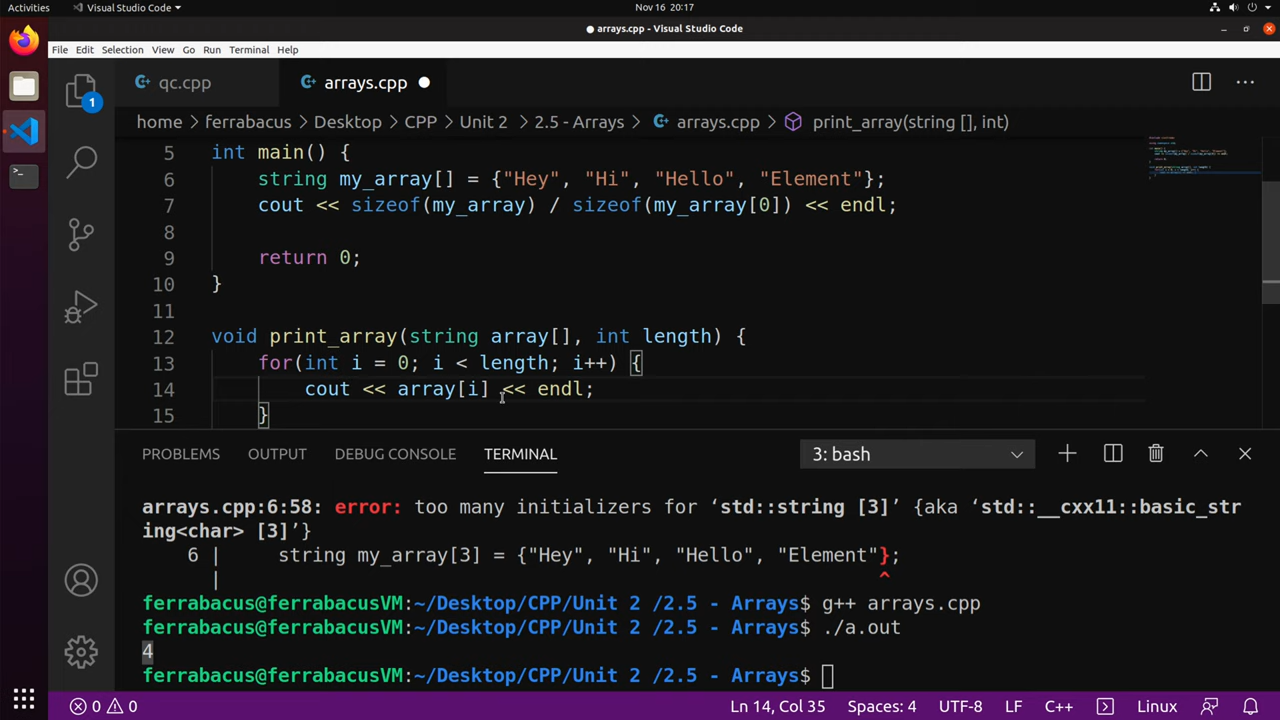 Activities Visual Studio Code Nov 16 20:17
arrays.cpp - Visual Studio Code
File Edit Selection View Go Run Terminal Help
1 qc.cpp arrays.cpp
home ferrabacus Desktop CPP Unit 2 2.5 - Arrays arrays.cpp print_array(string [], int)
5 int main() {
6 string my_array[] = {"Hey", "Hi", "Hello", "Element"};
7 cout << sizeof(my_array) / sizeof(my_array[0]) << endl;
8
9 return 0;
10 }
11
12 void print_array(string array[], int length) {
13 for(int i = 0; i < length; i++) {
14 cout << array[i] << endl;
15 }
PROBLEMS OUTPUT DEBUG CONSOLE TERMINAL 3: bash
arrays.cpp:6:58: error: too many initializers for ‘std::string [3]’ {aka ‘std::__cxx11::basic_str
ing<char> [3]’}
6 | string my_array[3] = {"Hey", "Hi", "Hello", "Element"};
| ^
ferrabacus@ferrabacusVM:~/Desktop/CPP/Unit 2 /2.5 - Arrays$ g++ arrays.cpp
ferrabacus@ferrabacusVM:~/Desktop/CPP/Unit 2 /2.5 - Arrays$ ./a.out
4
ferrabacus@ferrabacusVM:~/Desktop/CPP/Unit 2 /2.5 - Arrays$
0 0 Ln 14, Col 35 Spaces: 4 UTF-8 LF C++ Linux